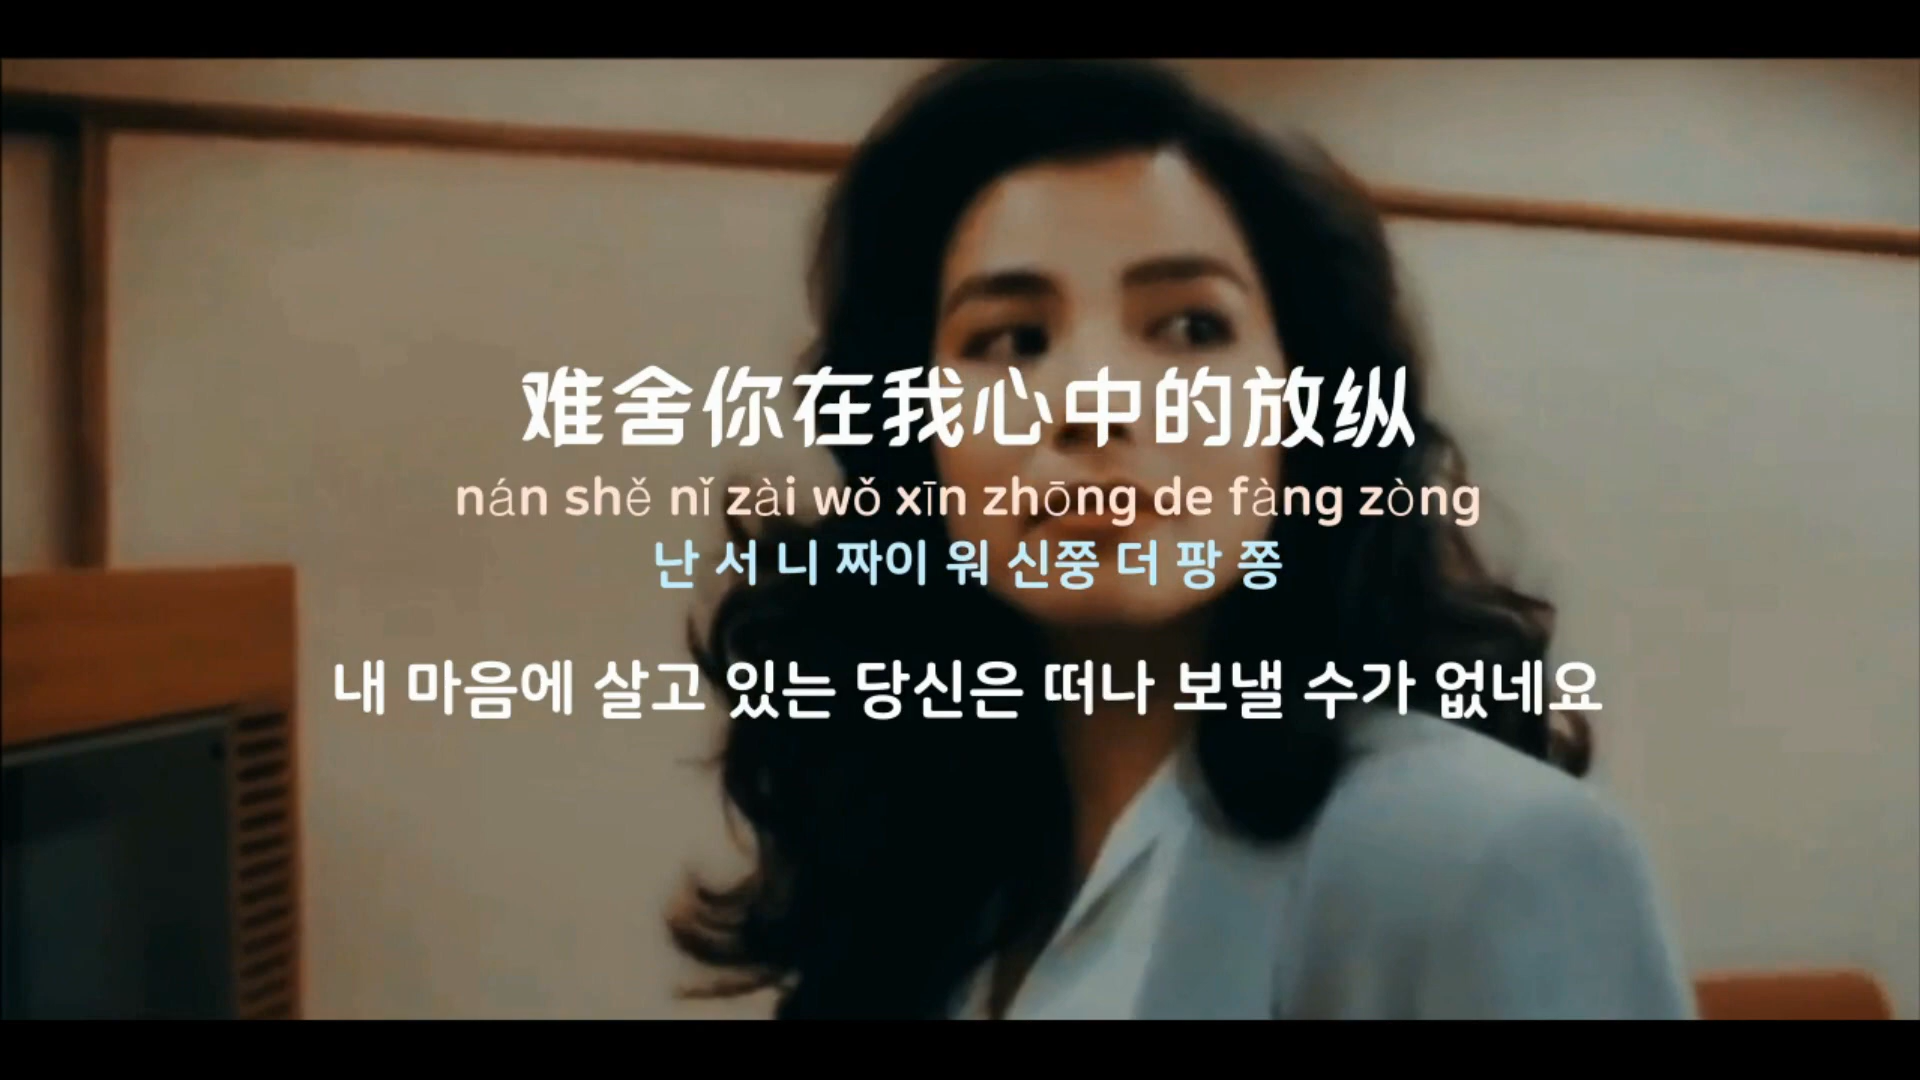 难舍你在我心中的放纵
nán shě nǐ zài wǒ xīn zhōng de fàng zòng
난 서 니 짜이 워 신쭝 더 팡 쫑
내 마음에 살고 있는 당신은 떠나 보낼 수가 없네요